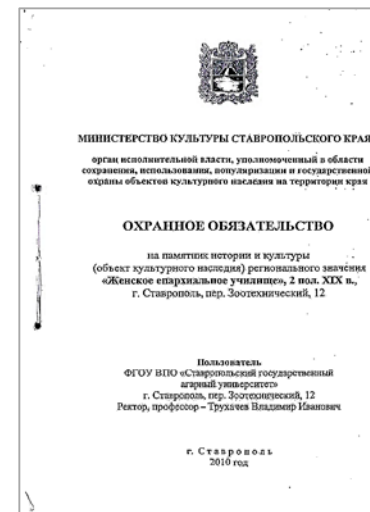 МИНИСТЕРСТВО КУЛЬТУРЫ СТАВРОПОЛЬСКОГО КРАЯ
орган исполнительной власти, уполномоченный в области
сохранения, использования, популяризации и государственной
охраны объектов культурного наследия на территории края
ОХРАННОЕ ОБЯЗАТЕЛЬСТВО
на памятник истории и культуры
(объект культурного наследия) регионального значения
«Женское епархиальное училище», 2 пол. XIX в.,
г. Ставрополь, пер. Зоотехнический, 12
Пользователь
ФГОУ ВПО «Ставропольский государственный
аграрный университет»
г. Ставрополь, пер. Зоотехнический, 12
Ректор, профессор – Трухачев Владимир Иванович
г. Ставрополь
2010 год